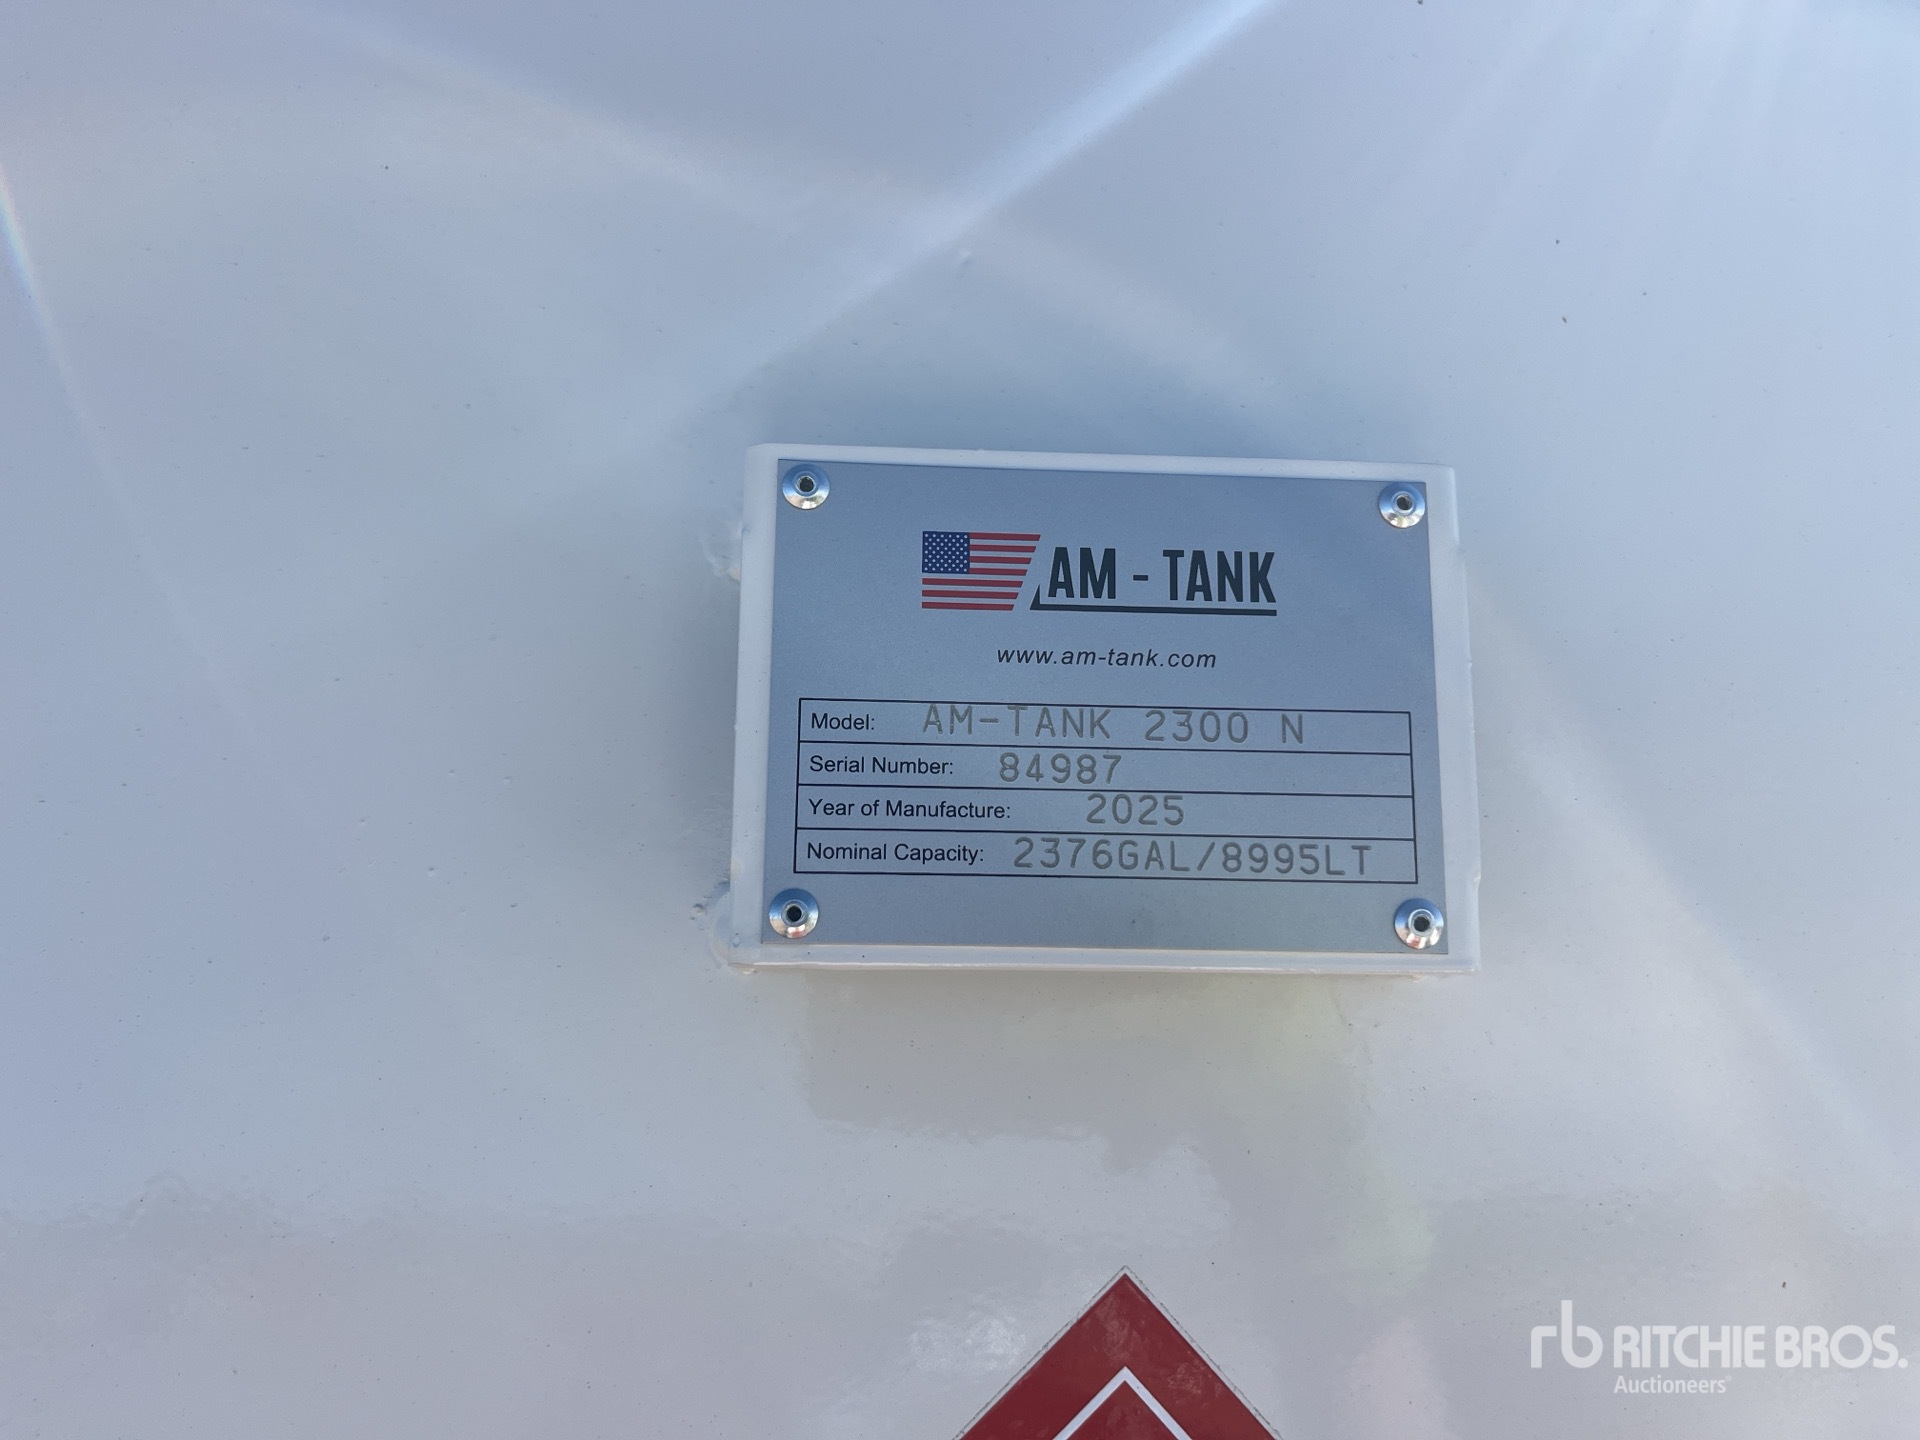 AM - TANK
www.am-tank.com
Model: AM-TANK 2300 N
Serial Number: 84987
Year of Manufacture: 2025
Nominal Capacity: 2376GAL/8995LT
rb RITCHIE BROS.
Auctioneers